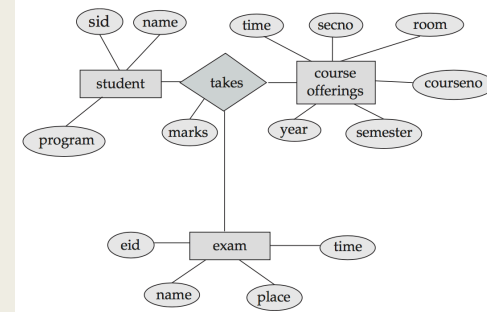 sid
name
time
secno
room
student
takes
course
offerings
courseno
program
marks
year
semester
eid
exam
time
name
place